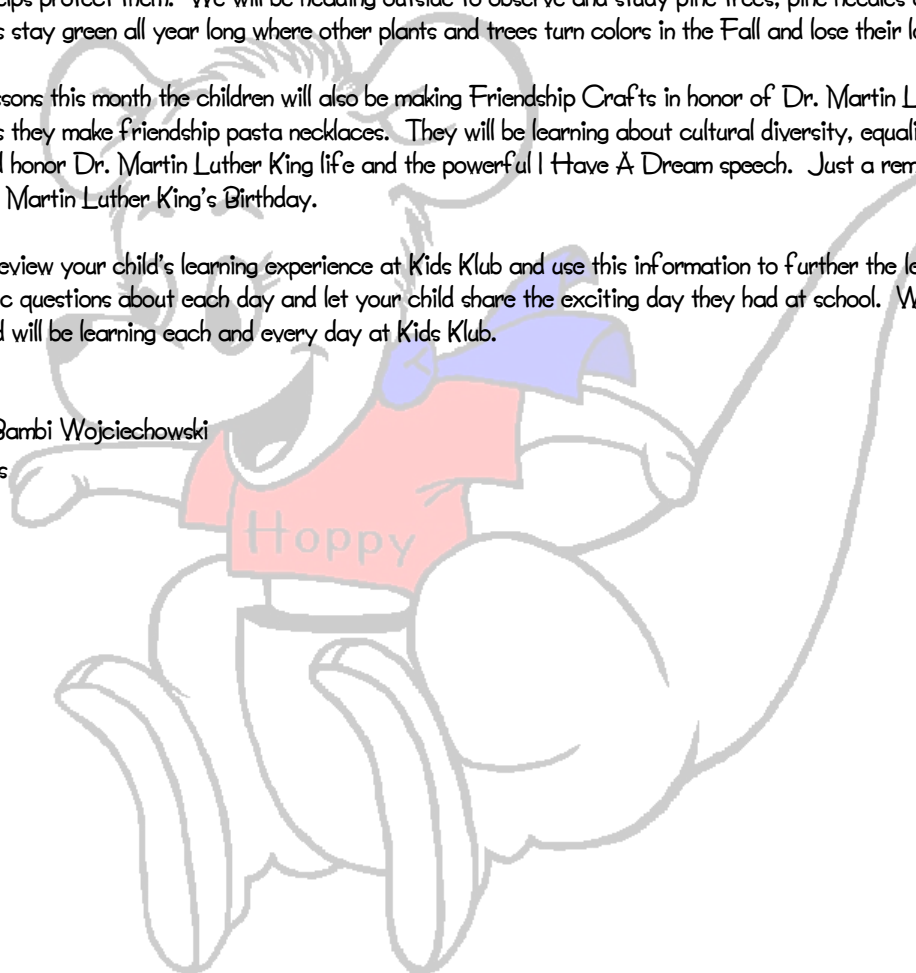 helps protect them. We will be heading outside to observe and study pine trees, pine needles
s stay green all year long where other plants and trees turn colors in the Fall and lose their
ssons this month the children will also be making Friendship Crafts in honor of Dr. Martin L
s they make friendship pasta necklaces. They will be learning about cultural diversity, equali
d honor Dr. Martin Luther King life and the powerful I Have A Dream speech. Just a rem
Martin Luther King's Birthday.
eview your child's learning experience at Kids Klub and use this information to further the le
ic questions about each day and let your child share the exciting day they had at school. W
d will be learning each and every day at Kids Klub.
Bambi Wojciechowski
s
Hoppy